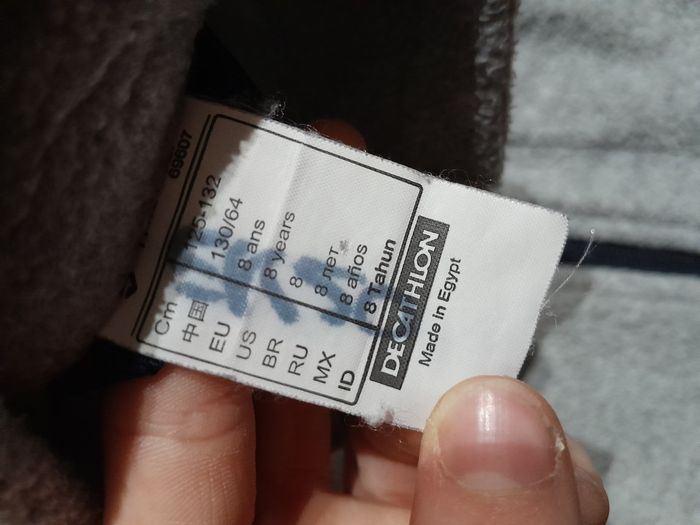 69607
Cm 125-132
中国 130/64
EU 8 ans
US 8 years
BR 8
RU 8 лет
MX 8 años
ID 8 Tahun
DECATHLON
Made in Egypt